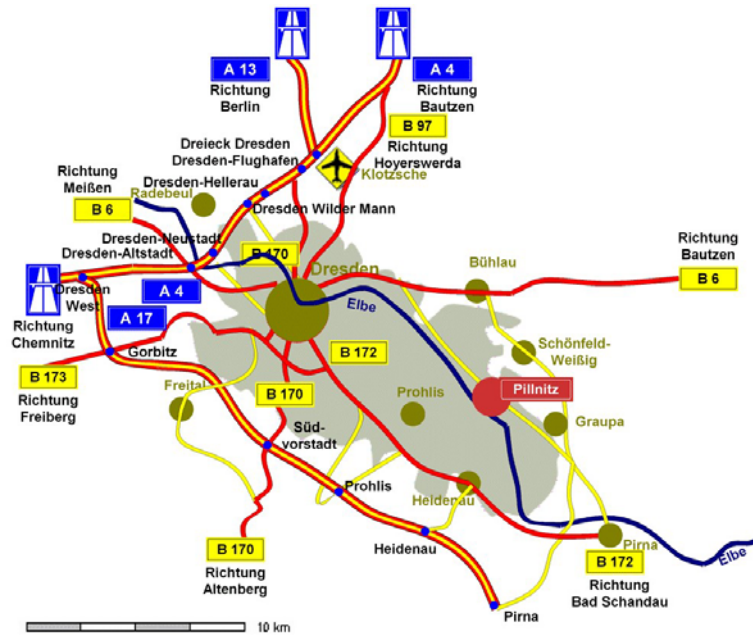 A 13
Richtung
Berlin
A 4
Richtung
Bautzen
B 97
Richtung
Hoyerswerda
Dreieck Dresden
Dresden-Flughafen
Klotzsche
Richtung
Meißen
B 6
Dresden-Hellerau
Radebeul
Dresden Wilder Mann
Dresden-Neustadt
Dresden-Altstadt
B 170
Dresden
Bühlau
Richtung
Bautzen
B 6
Dresden
West
A 4
Elbe
Richtung
Chemnitz
A 17
Gorbitz
B 172
Schönfeld-
Weißig
B 173
Richtung
Freiberg
Freital
B 170
Prohlis
Pillnitz
Graupa
Süd-
vorstadt
Prohlis
Heidenau
Heidenau
Pirna
Elbe
B 170
Richtung
Altenberg
B 172
Richtung
Bad Schandau
Pirna
10 km